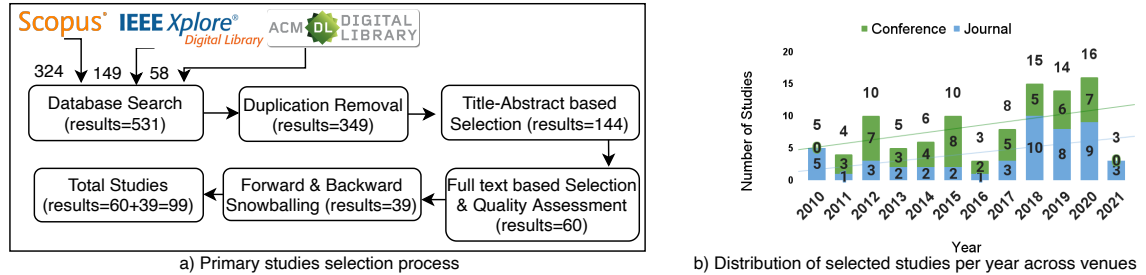 Scopus®
IEEE Xplore®
Digital Library
ACM DL DIGITAL
LIBRARY
324 149 58
Database Search
(results=531)
Duplication Removal
(results=349)
Title-Abstract based
Selection (results=144)
Total Studies
(results=60+39=99)
Forward & Backward
Snowballing (results=39)
Full text based Selection
& Quality Assessment
(results=60)
a) Primary studies selection process
Conference Journal
Number of Studies
20
15
10
5
0
5 4 10 5 6 10 3 8 15 14 16 3
0 3 7 3 4 8 2 5 5 6 7 0
5 1 3 2 2 2 1 3 10 8 9 3
2010 2011 2012 2013 2014 2015 2016 2017 2018 2019 2020 2021
Year
b) Distribution of selected studies per year across venues